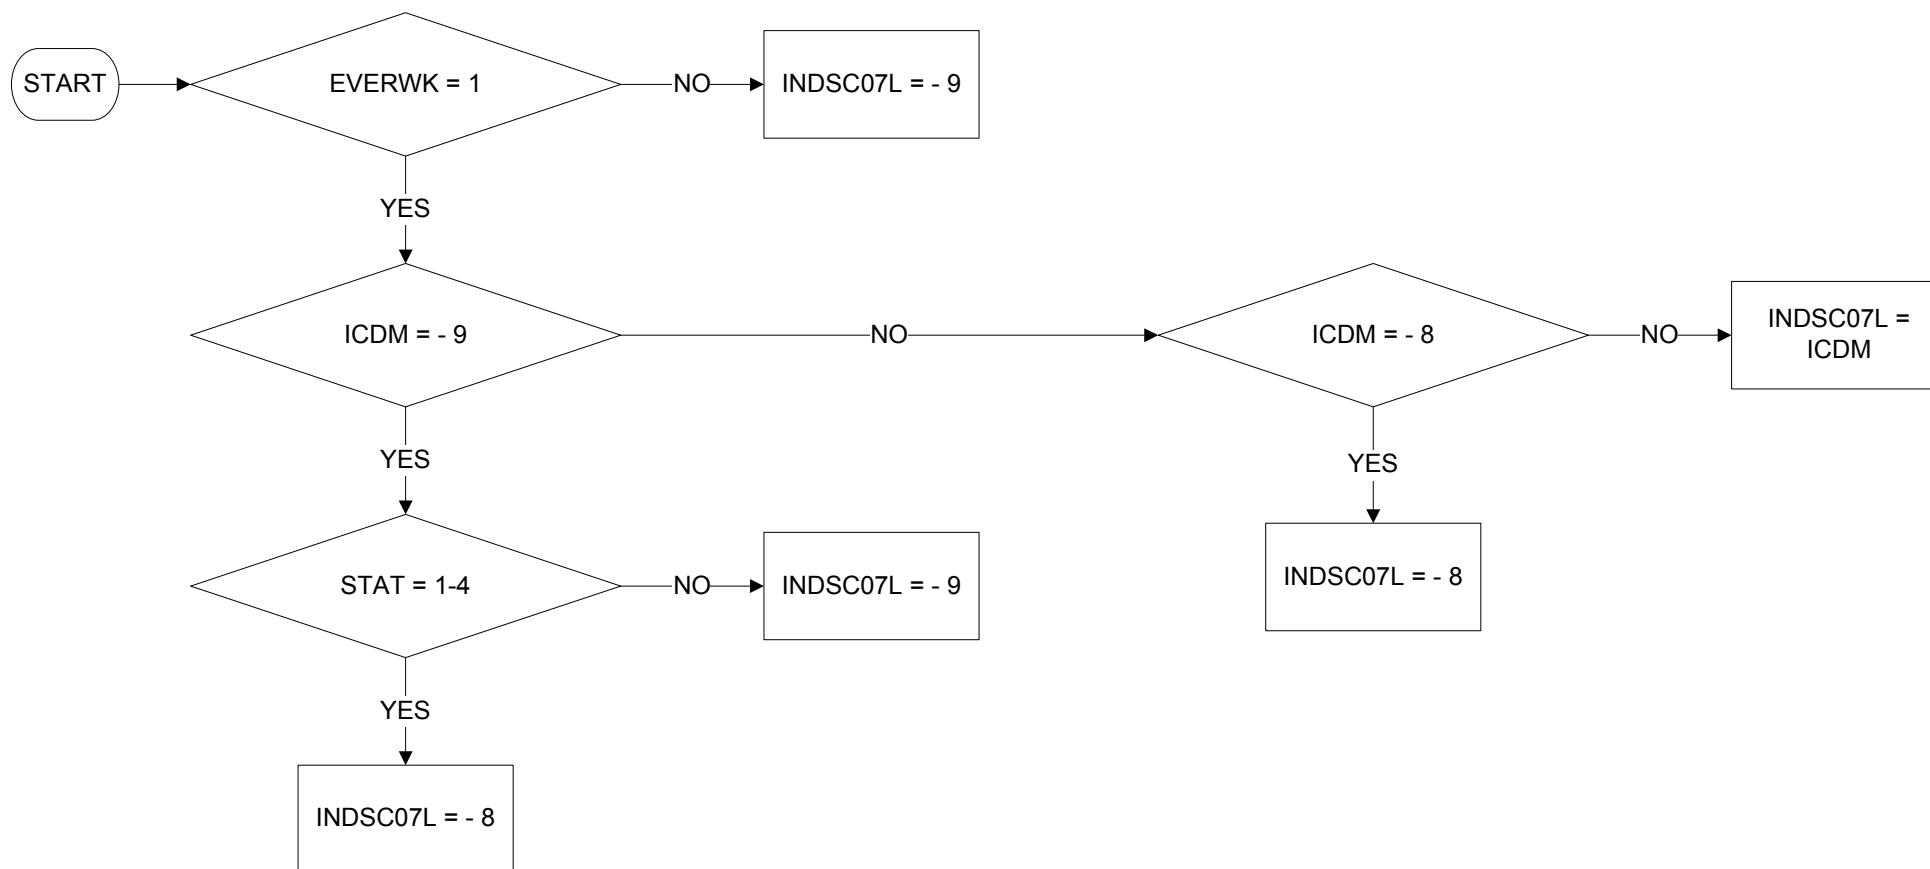 START
EVERWK = 1
NO
INDSC07L = - 9
YES
ICDM = - 9
NO
ICDM = - 8
NO
INDSC07L =
ICDM
YES
YES
STAT = 1-4
NO
INDSC07L = - 9
INDSC07L = - 8
YES
INDSC07L = - 8